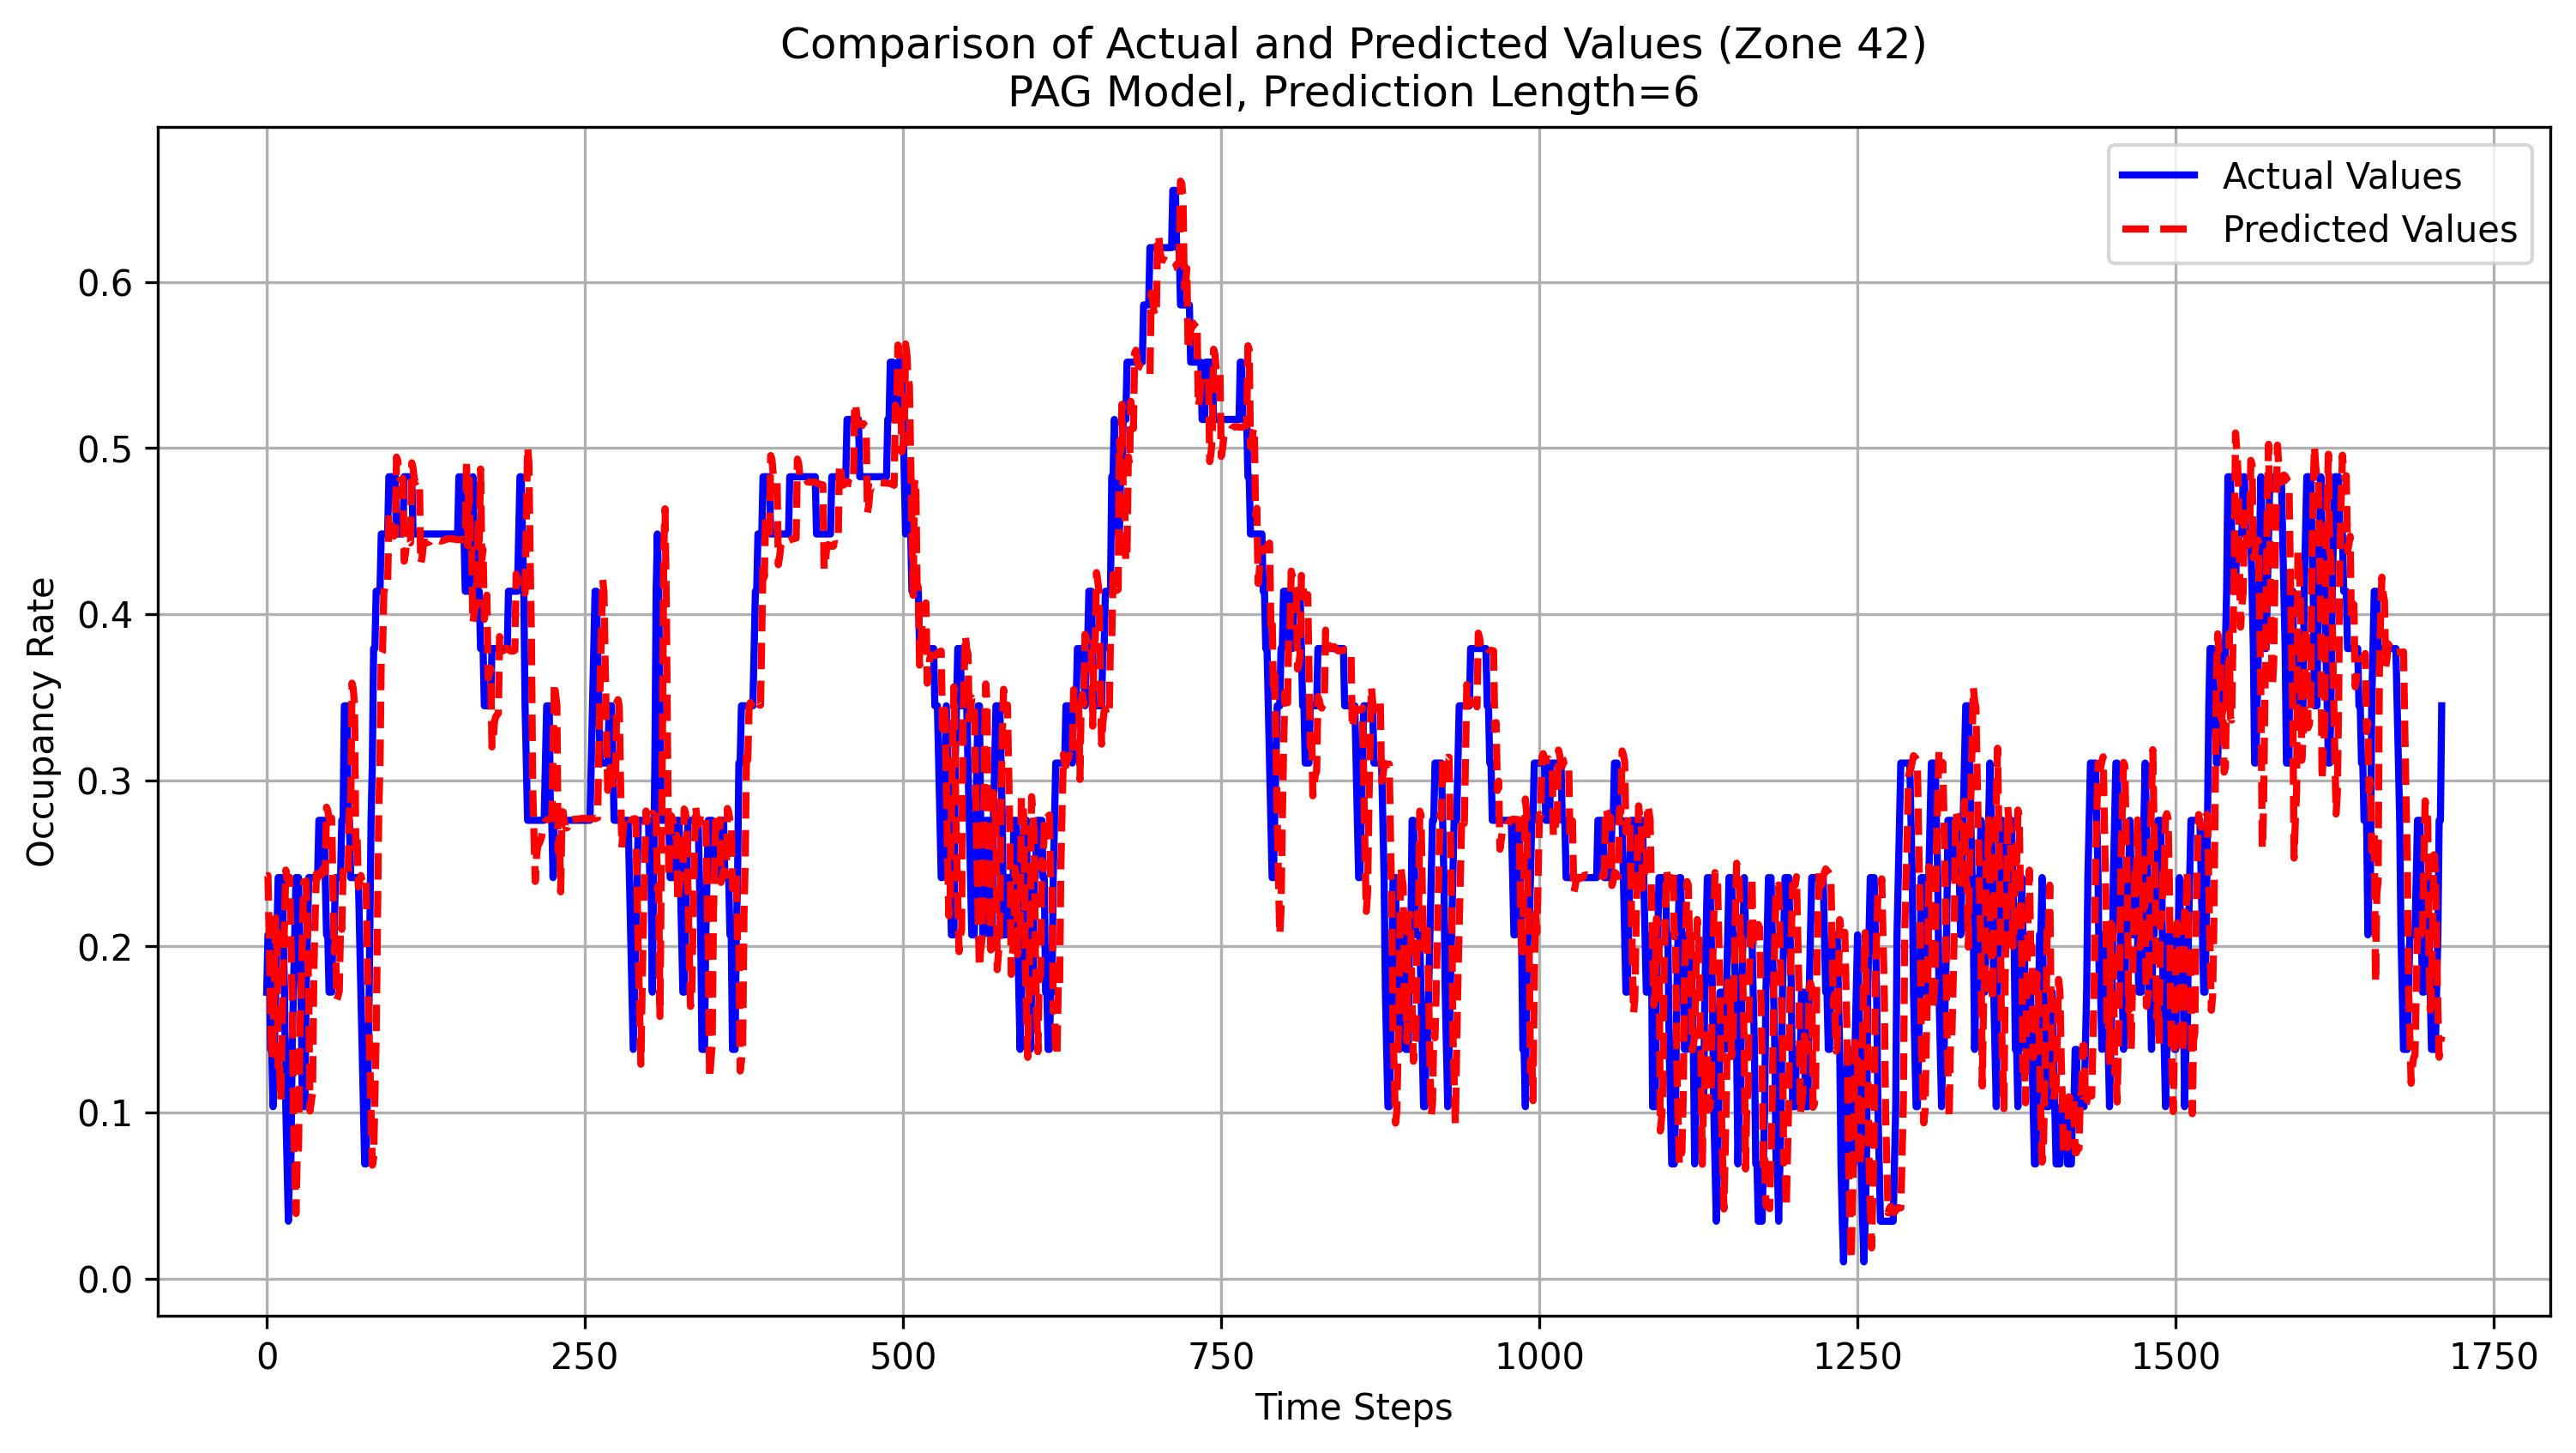 Comparison of Actual and Predicted Values (Zone 42)
PAG Model, Prediction Length=6
Actual Values
Predicted Values
Occupancy Rate
0.6
0.5
0.4
0.3
0.2
0.1
0.0
0 250 500 750 1000 1250 1500 1750
Time Steps